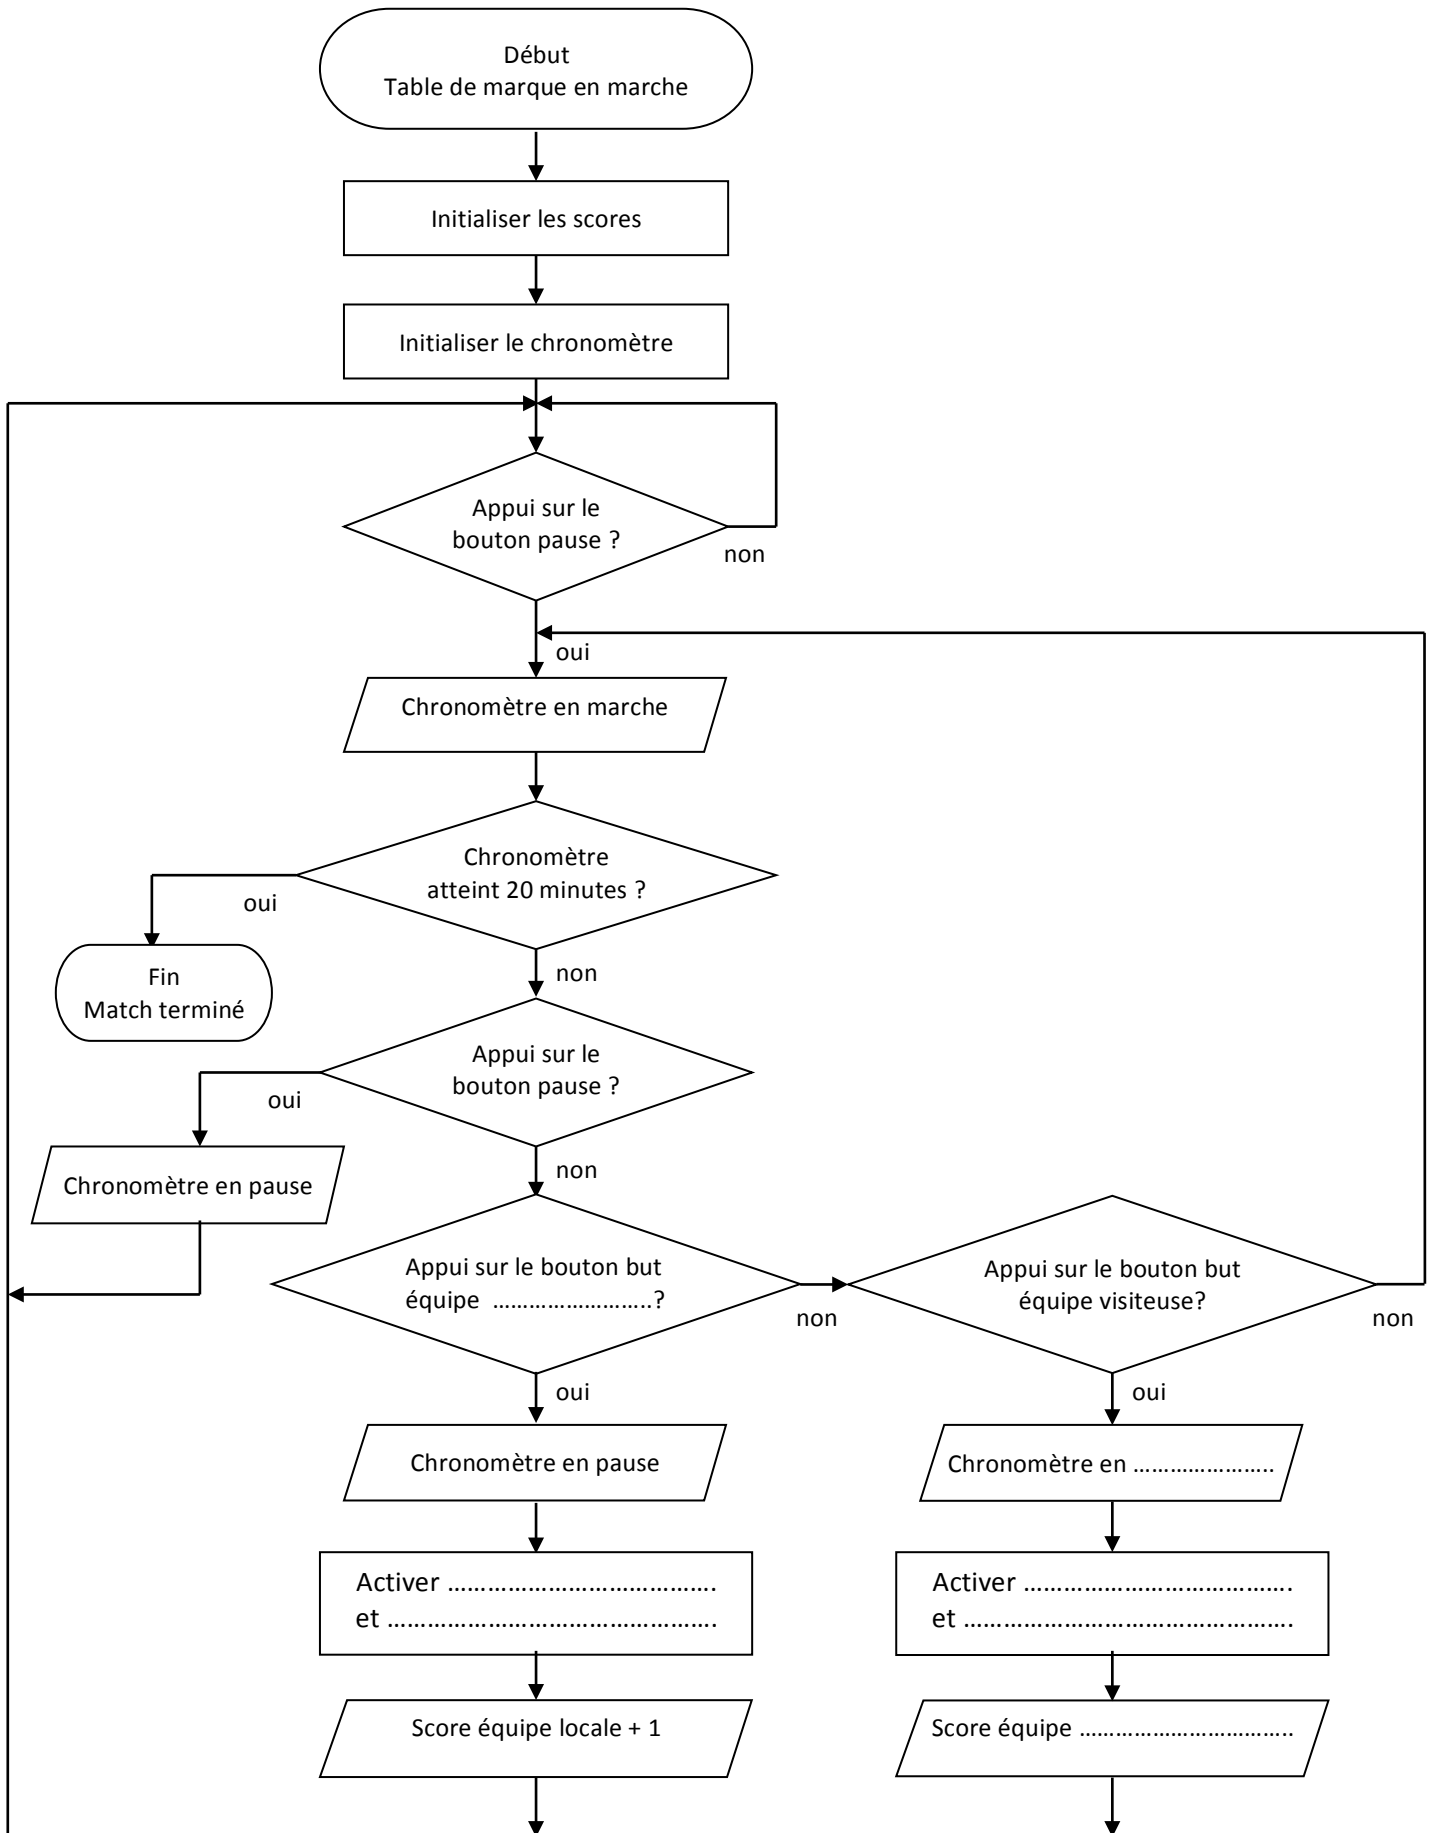 Début
Table de marque en marche
Initialiser les scores
Initialiser le chronomètre
Appui sur le
bouton pause ?
non
oui
Chronomètre en marche
Chronomètre
atteint 20 minutes ?
oui
non
Fin
Match terminé
Appui sur le
bouton pause ?
oui
non
Chronomètre en pause
Appui sur le bouton but
équipe ……………………..?
non
oui
Appui sur le bouton but
équipe visiteuse?
non
oui
Chronomètre en pause
Chronomètre en …………………..
Activer ………………………………….
et ………………………………………….
Activer ………………………………….
et ………………………………………….
Score équipe locale + 1
Score équipe ……………………………..